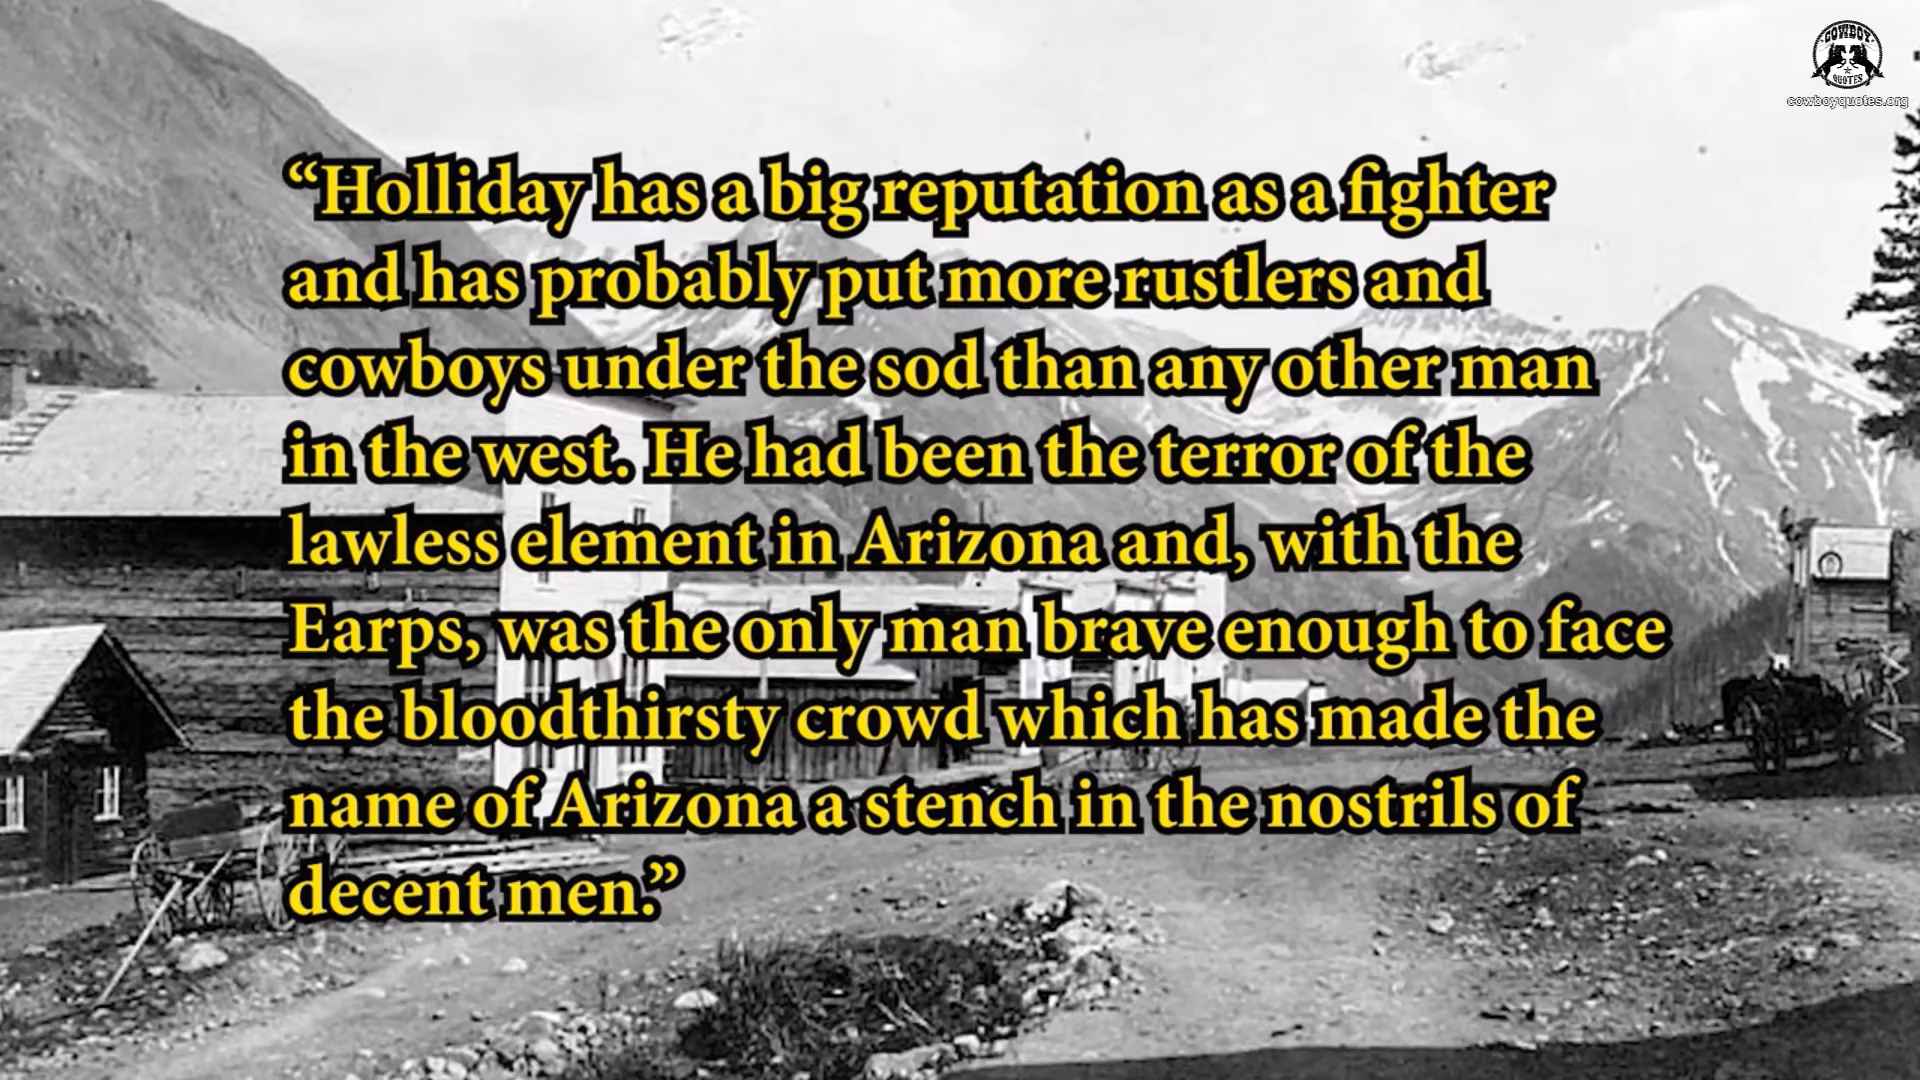 COWBOY
QUOTES
cowboyquotes.org
“Holliday has a big reputation as a fighter
and has probably put more rustlers and
cowboys under the sod than any other man
in the west. He had been the terror of the
lawless element in Arizona and, with the
Earps, was the only man brave enough to face
the bloodthirsty crowd which has made the
name of Arizona a stench in the nostrils of
decent men.”